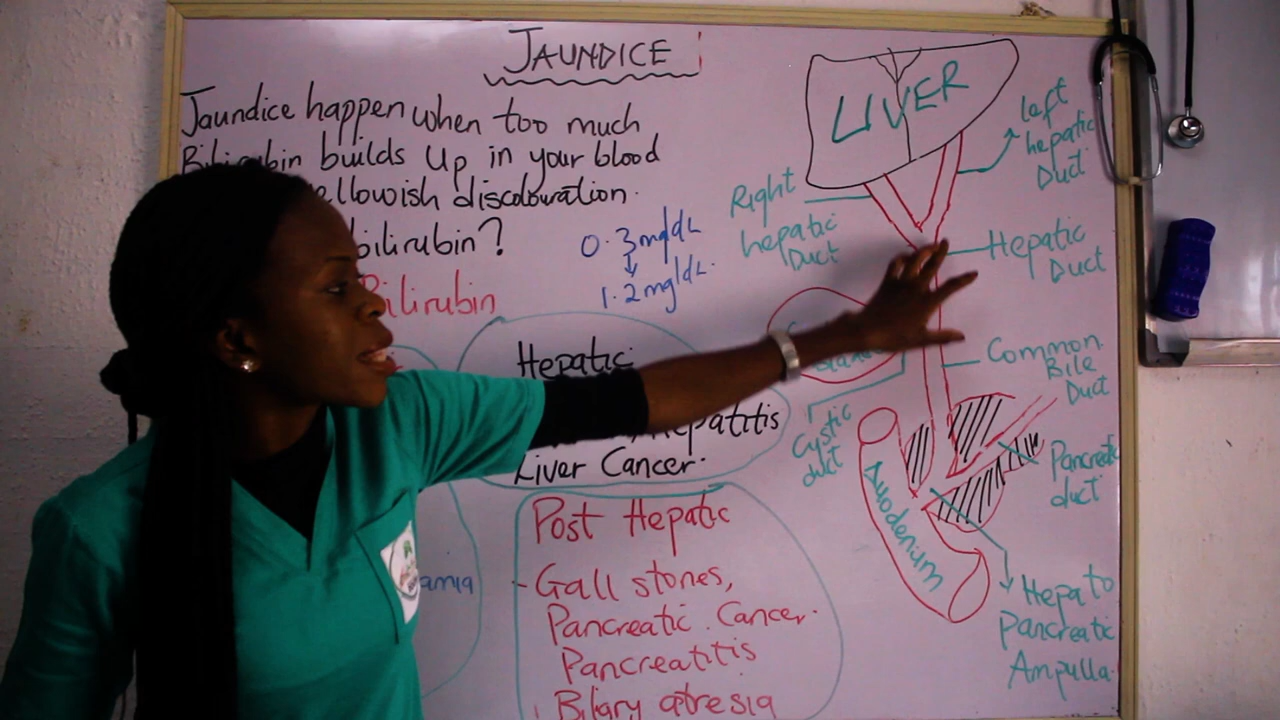 JAUNDICE
Jaundice happen when too much
Bilirubin builds Up in your blood
ellowish discolouration.
bilirubin?
0.3mg/dL
1.2mg/dL.
Bilirubin
Hepatic
Hepatitis
Liver Cancer.
amia
Post Hepatic
- Gall stones,
Pancreatic Cancer.
Pancreatitis
Biliary atresia
LIVER
left
hepatic
Duct
Right
hepatic
Duct
Hepatic
Duct
Common
Bile
Duct
Cystic
duct
Pancreatic
duct
Duodenium
Hepato
Pancreatic
Ampulla.